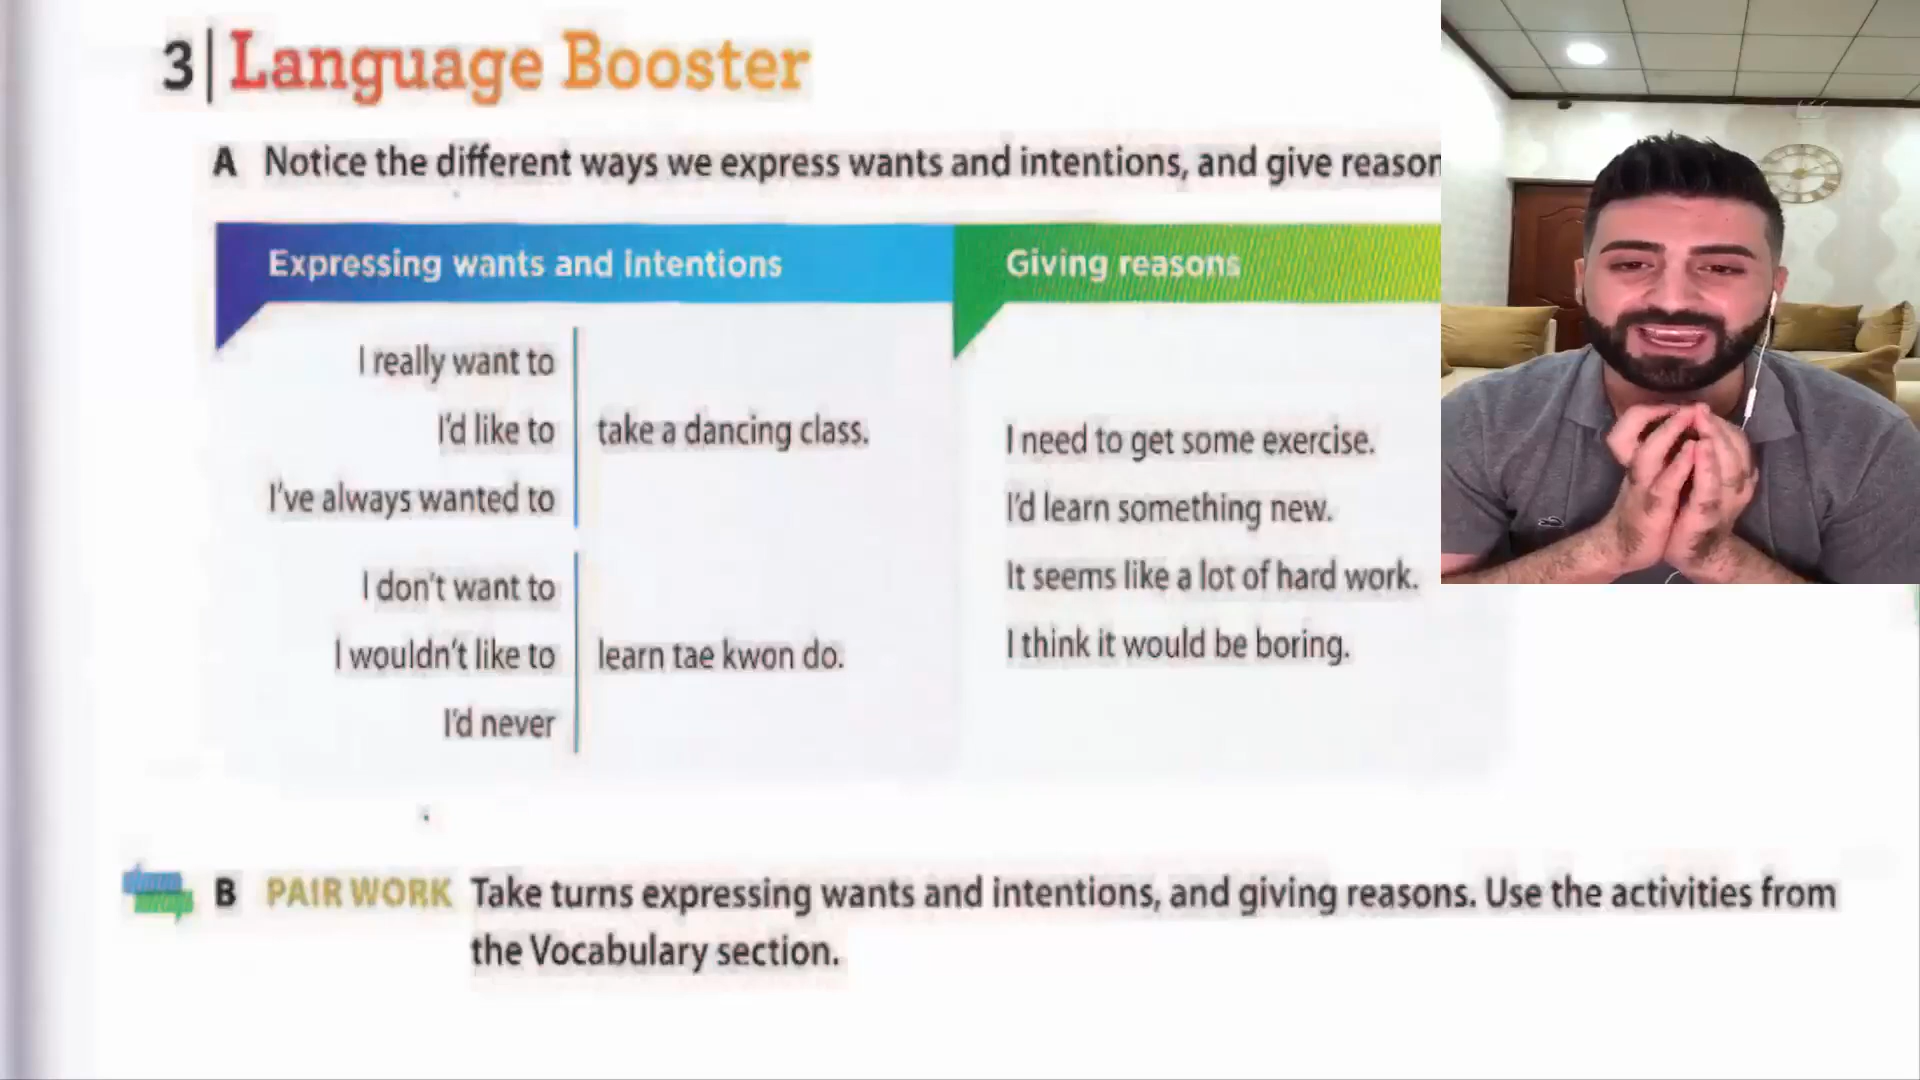 3 | Language Booster
A Notice the different ways we express wants and intentions, and give reason
Expressing wants and intentions
Giving reasons
I really want to
I'd like to
I've always wanted to
take a dancing class.
I don't want to
I wouldn't like to
I'd never
learn tae kwon do.
I need to get some exercise.
I'd learn something new.
It seems like a lot of hard work.
I think it would be boring.
B PAIR WORK Take turns expressing wants and intentions, and giving reasons. Use the activities from
the Vocabulary section.